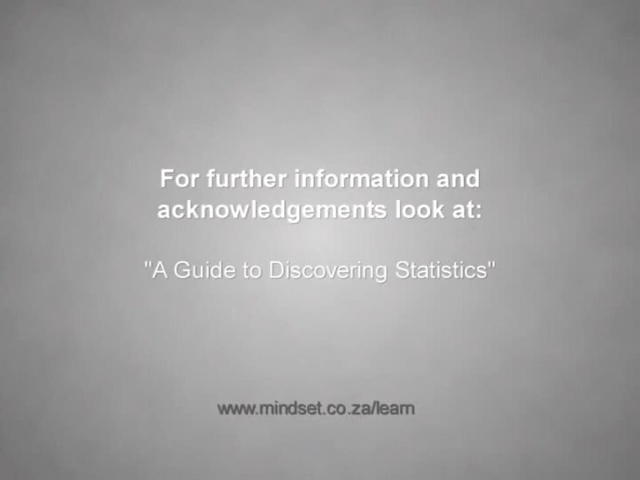 For further information and
acknowledgements look at:
"A Guide to Discovering Statistics"
www.mindset.co.za/learn